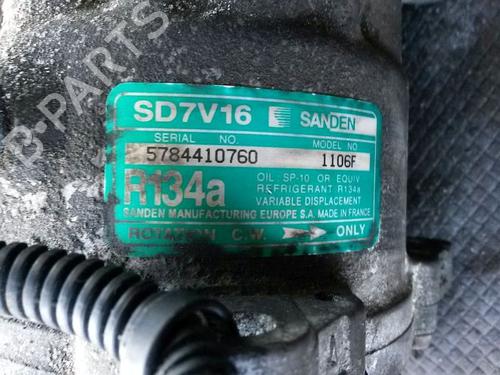 B-PARTS
SD7V16 SANDEN
SERIAL NO. MODEL NO
5784410760 1106F
R134a
OIL: SP-10 OR EQUIV
REFRIGERANT R134a
VARIABLE DISPLACEMENT
SANDEN MANUFACTURING EUROPE S.A. MADE IN FRANCE
ROTATION C.W. ONLY